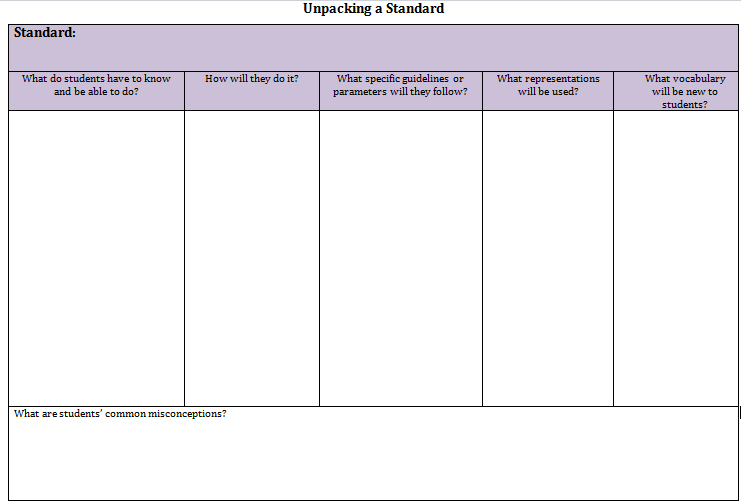 Unpacking a Standard
Standard:
What do students have to know
and be able to do?
How will they do it?
What specific guidelines or
parameters will they follow?
What representations
will be used?
What vocabulary
will be new to
students?
What are students' common misconceptions?